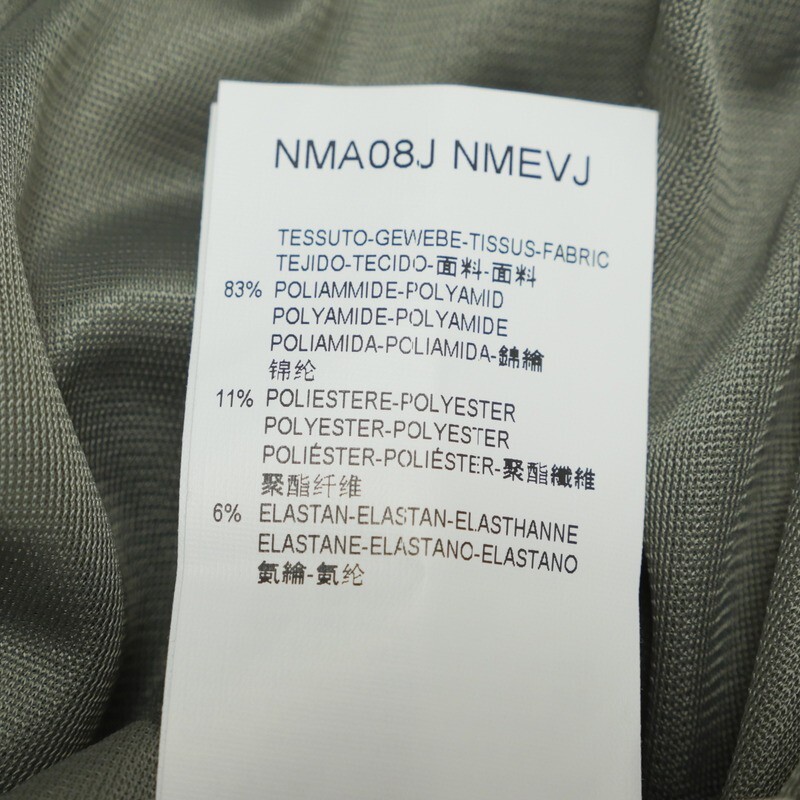 NMA08J NMEVJ
TESSUTO-GEWEBE-TISSUS-FABRIC
TEJIDO-TECIDO-面料-面料
83% POLIAMMIDE-POLYAMID
POLYAMIDE-POLYAMIDE
POLIAMIDA-POLIAMIDA-錦綸
锦纶
11% POLIESTERE-POLYESTER
POLYESTER-POLYESTER
POLIÉSTER-POLIÉSTER-聚酯纖維
聚酯纤维
6% ELASTAN-ELASTAN-ELASTHANNE
ELASTANE-ELASTANO-ELASTANO
氨綸-氨纶